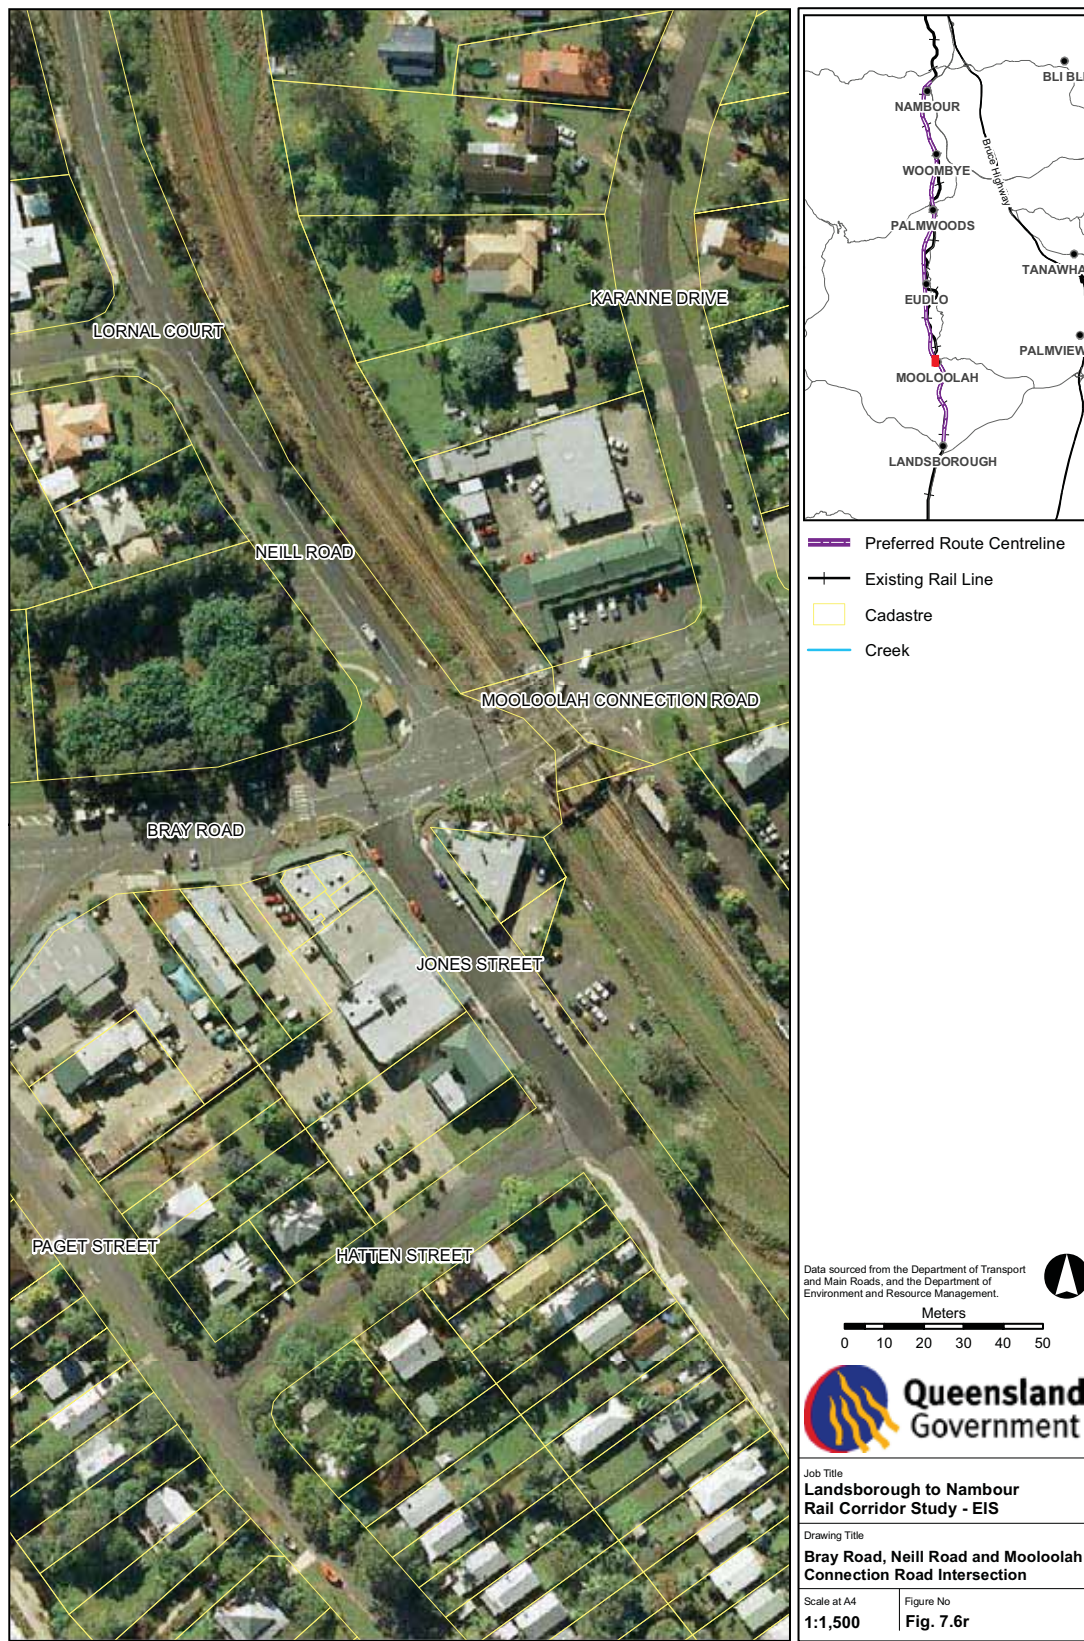 LORNAL COURT
KARANNE DRIVE
NEILL ROAD
MOOLOOLAH CONNECTION ROAD
BRAY ROAD
JONES STREET
PAGET STREET
HATTEN STREET
BLI BLI
NAMBOUR
WOOMBYE
Bruce Highway
PALMWOODS
TANAWHA
EUDLO
PALMVIEW
MOOLOOLAH
LANDSBOROUGH
Preferred Route Centreline
Existing Rail Line
Cadastre
Creek
Data sourced from the Department of Transport
and Main Roads, and the Department of
Environment and Resource Management.
Meters
0 10 20 30 40 50
Queensland
Government
Job Title
Landsborough to Nambour
Rail Corridor Study - EIS
Drawing Title
Bray Road, Neill Road and Mooloolah
Connection Road Intersection
Scale at A4
1:1,500
Figure No
Fig. 7.6r